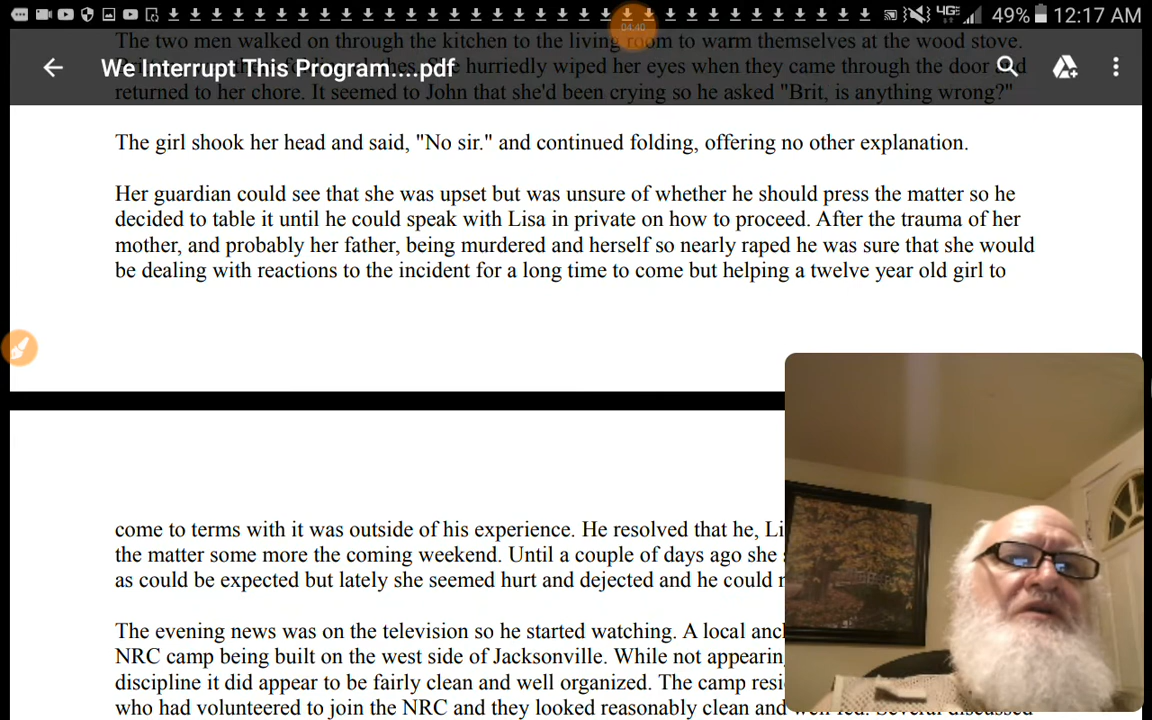 4G 49% 12:17 AM
The two men walked on through the kitchen to the living room to warm themselves at the wood stove.
04:40
We Interrupt This Program....pdf
hurriedly wiped her eyes when they came through the door and
returned to her chore. It seemed to John that she'd been crying so he asked "Brit, is anything wrong?"
The girl shook her head and said, "No sir." and continued folding, offering no other explanation.
Her guardian could see that she was upset but was unsure of whether he should press the matter so he
decided to table it until he could speak with Lisa in private on how to proceed. After the trauma of her
mother, and probably her father, being murdered and herself so nearly raped he was sure that she would
be dealing with reactions to the incident for a long time to come but helping a twelve year old girl to
come to terms with it was outside of his experience. He resolved that he, Li
the matter some more the coming weekend. Until a couple of days ago she
as could be expected but lately she seemed hurt and dejected and he could
The evening news was on the television so he started watching. A local
NRC camp being built on the west side of Jacksonville. While not appearing
discipline it did appear to be fairly clean and well organized. The camp
who had volunteered to join the NRC and they looked reasonably clean and well fed. Several discussed